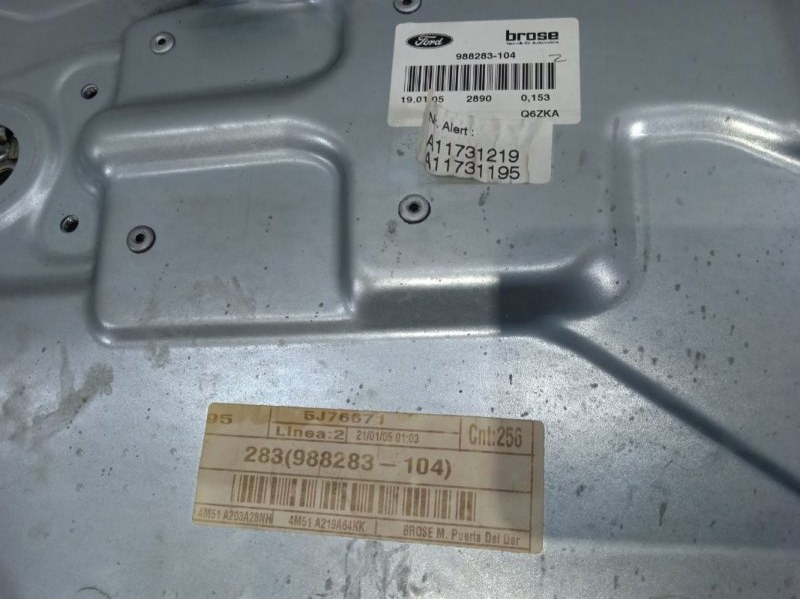 Ford brose
988283-104
2
19.01.05 2890 0,153
Q6ZKA
N. Alert :
A11731219
A11731195
95 5J76671
Linea:2 21/01/05 01:03 Cnt:256
283(988283-104)
4M51 A203A28NH 4M51 A219A64KK BROSE M. Puerta Del Der